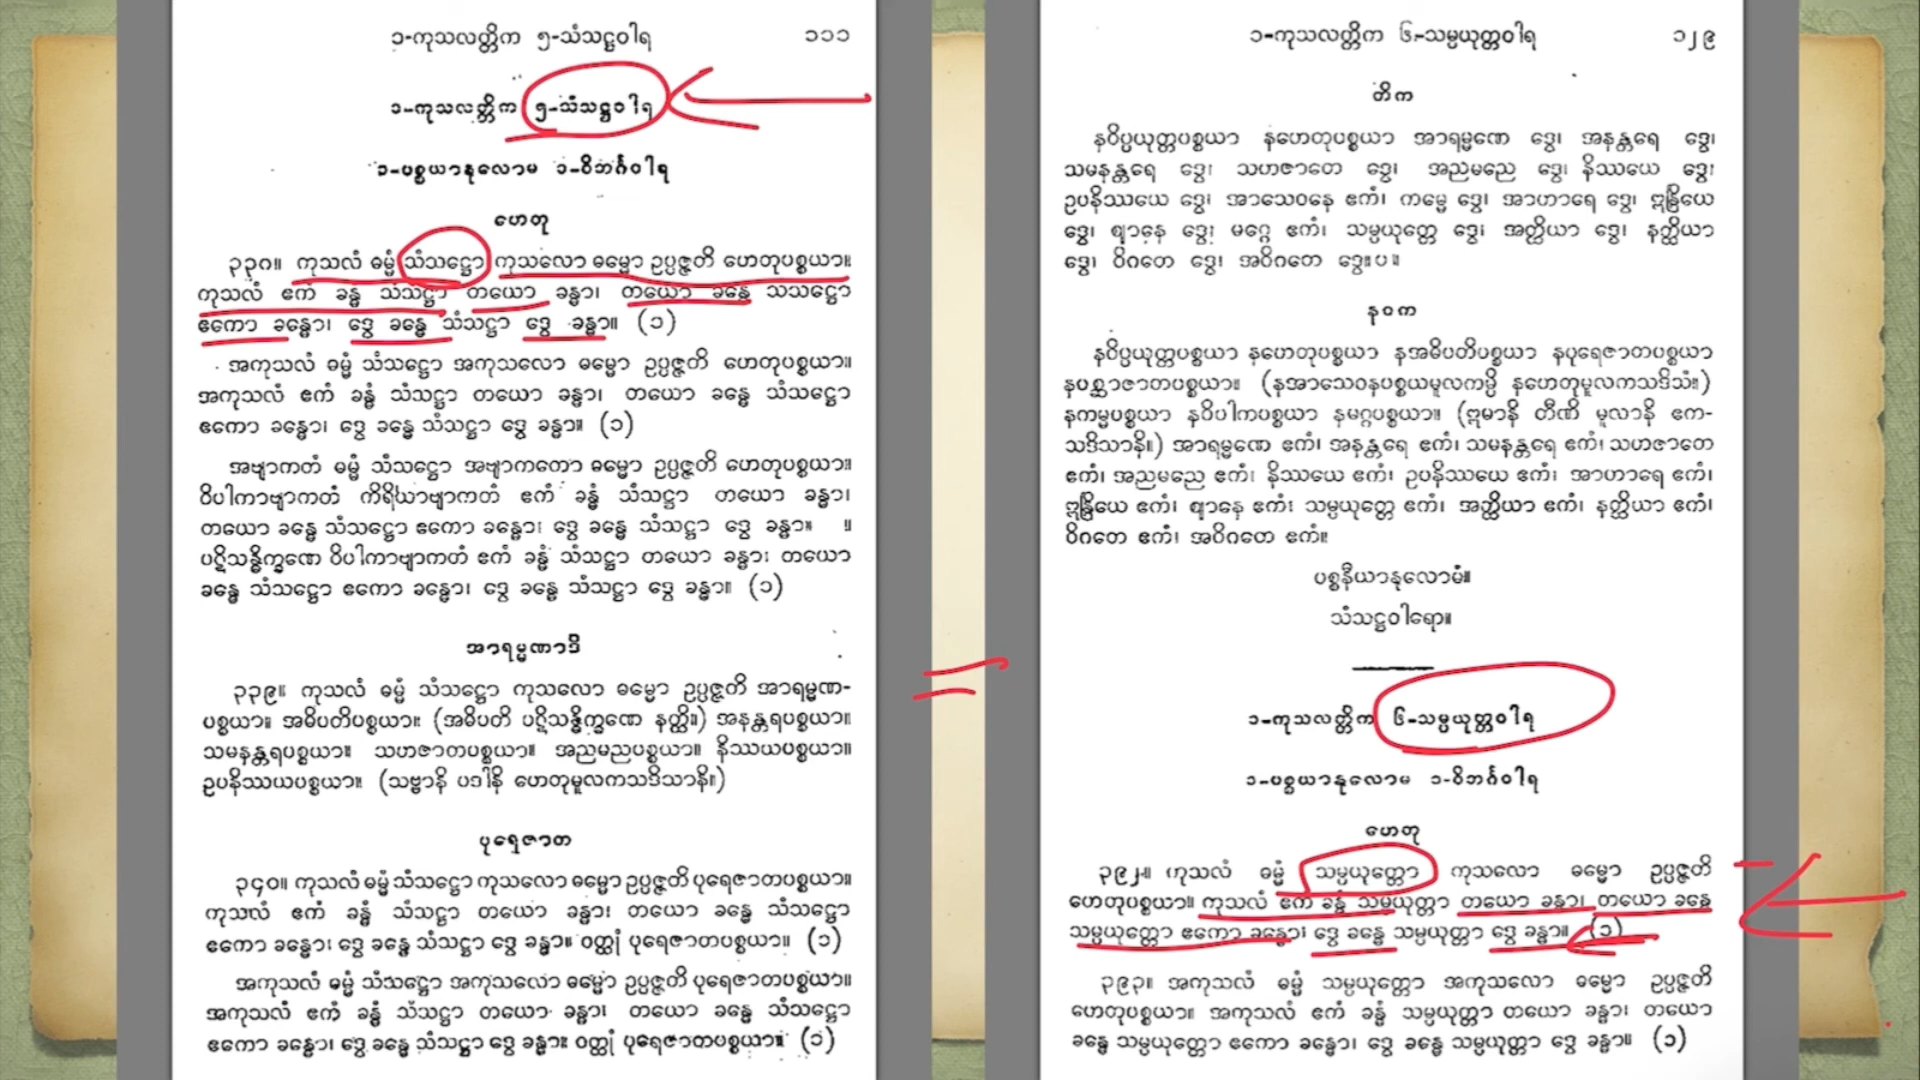 ၁-ကုသလတ္တိက ၅-သံသဋ္ဌဝါရ ၁၁၁
၁-ကုသလတ္တိက ၅-သံသဋ္ဌဝါရ
၁-ပစ္စယာနုလောမ ၁-ဝိဘင်္ဂဝါရ
ဟေတု
၃၃၈။ ကုသလံ ဓမ္မံ သံသဋ္ဌော ကုသလော ဓမ္မော ဥပ္ပဇ္ဇတိ ဟေတုပစ္စယာ။
ကုသလံ ဧကံ ခန္ဓံ သံသဋ္ဌာ တယော ခန္ဓာ၊ တယော ခန္ဓေ သံသဋ္ဌော
ဧကော ခန္ဓော၊ ဒွေ ခန္ဓေ သံသဋ္ဌာ ဒွေ ခန္ဓာ။ (၁)
အကုသလံ ဓမ္မံ သံသဋ္ဌော အကုသလော ဓမ္မော ဥပ္ပဇ္ဇတိ ဟေတုပစ္စယာ။
အကုသလံ ဧကံ ခန္ဓံ သံသဋ္ဌာ တယော ခန္ဓာ၊ တယော ခန္ဓေ သံသဋ္ဌော
ဧကော ခန္ဓော၊ ဒွေ ခန္ဓေ သံသဋ္ဌာ ဒွေ ခန္ဓာ။ (၁)
အဗျာကတံ ဓမ္မံ သံသဋ္ဌော အဗျာကတော ဓမ္မော ဥပ္ပဇ္ဇတိ ဟေတုပစ္စယာ။
ဝိပါကာဗျာကတံ ကိရိယာဗျာကတံ ဧကံ ခန္ဓံ သံသဋ္ဌာ တယော ခန္ဓာ၊
တယော ခန္ဓေ သံသဋ္ဌော ဧကော ခန္ဓော၊ ဒွေ ခန္ဓေ သံသဋ္ဌာ ဒွေ ခန္ဓာ။ ။
ပဋိသန္ဓိက္ခဏေ ဝိပါကာဗျာကတံ ဧကံ ခန္ဓံ သံသဋ္ဌာ တယော ခန္ဓာ၊ တယော
ခန္ဓေ သံသဋ္ဌော ဧကော ခန္ဓော၊ ဒွေ ခန္ဓေ သံသဋ္ဌာ ဒွေ ခန္ဓာ။ (၁)
အာရမ္မဏာဒိ
၃၃၉။ ကုသလံ ဓမ္မံ သံသဋ္ဌော ကုသလော ဓမ္မော ဥပ္ပဇ္ဇတိ အာရမ္မဏ-
ပစ္စယာ။ အဓိပတိပစ္စယာ။ (အဓိပတိ ပဋိသန္ဓိက္ခဏေ နတ္ထိ။) အနန္တရပစ္စယာ။
သမနန္တရပစ္စယာ။ သဟဇာတပစ္စယာ။ အညမညပစ္စယာ။ နိဿယပစ္စယာ။
ဥပနိဿယပစ္စယာ။ (သဗ္ဗာနိ ပဒါနိ ဟေတုမူလကသဒိသာနိ။)
ပုရေဇာတ
၃၄၀။ ကုသလံ ဓမ္မံ သံသဋ္ဌော ကုသလော ဓမ္မော ဥပ္ပဇ္ဇတိ ပုရေဇာတပစ္စယာ။
ကုသလံ ဧကံ ခန္ဓံ သံသဋ္ဌာ တယော ခန္ဓာ၊ တယော ခန္ဓေ သံသဋ္ဌော
ဧကော ခန္ဓော၊ ဒွေ ခန္ဓေ သံသဋ္ဌာ ဒွေ ခန္ဓာ။ ဝတ္ထုံ ပုရေဇာတပစ္စယာ။ (၁)
အကုသလံ ဓမ္မံ သံသဋ္ဌော အကုသလော ဓမ္မော ဥပ္ပဇ္ဇတိ ပုရေဇာတပစ္စယာ။
အကုသလံ ဧကံ ခန္ဓံ သံသဋ္ဌာ တယော ခန္ဓာ၊ တယော ခန္ဓေ သံသဋ္ဌော
ဧကော ခန္ဓော၊ ဒွေ ခန္ဓေ သံသဋ္ဌာ ဒွေ ခန္ဓာ။ ဝတ္ထုံ ပုရေဇာတပစ္စယာ။ (၁)
၁-ကုသလတ္တိက ၆-သမ္ပယုတ္တဝါရ ၁၂၉
တိက
နဝိပ္ပယုတ္တပစ္စယာ နဟေတုပစ္စယာ အာရမ္မဏေ ဒွေ၊ အနန္တရေ ဒွေ၊
သမနန္တရေ ဒွေ၊ သဟဇာတေ ဒွေ၊ အညမညေ ဒွေ၊ နိဿယေ ဒွေ၊
ဥပနိဿယေ ဒွေ၊ အာသေဝနေ ဧကံ၊ ကမ္မေ ဒွေ၊ အာဟာရေ ဒွေ၊ ဣန္ဒြိယေ
ဒွေ၊ ဈာနေ ဒွေ၊ မဂ္ဂေ ဧကံ၊ သမ္ပယုတ္တေ ဒွေ၊ အတ္ထိယာ ဒွေ၊ နတ္ထိယာ
ဒွေ၊ ဝိဂတေ ဒွေ၊ အဝိဂတေ ဒွေ။ပ။
နဝက
နဝိပ္ပယုတ္တပစ္စယာ နဟေတုပစ္စယာ နအဓိပတိပစ္စယာ နပုရေဇာတပစ္စယာ
နပစ္ဆာဇာတပစ္စယာ။ (နအာသေဝနပစ္စယမူလကမ္ပိ နဟေတုမူလကသဒိသံ။)
နကမ္မပစ္စယာ နဝိပါကပစ္စယာ နမဂ္ဂပစ္စယာ။ (ဣမာနိ တီဏိ မူလာနိ ဧက-
သဒိသာနိ။) အာရမ္မဏေ ဧကံ၊ အနန္တရေ ဧကံ၊ သမနန္တရေ ဧကံ၊ သဟဇာတေ
ဧကံ၊ အညမညေ ဧကံ၊ နိဿယေ ဧကံ၊ ဥပနိဿယေ ဧကံ၊ အာဟာရေ ဧကံ၊
ဣန္ဒြိယေ ဧကံ၊ ဈာနေ ဧကံ၊ သမ္ပယုတ္တေ ဧကံ၊ အတ္ထိယာ ဧကံ၊ နတ္ထိယာ ဧကံ၊
ဝိဂတေ ဧကံ၊ အဝိဂတေ ဧကံ။
ပစ္စနီယာနုလောမံ။
သံသဋ္ဌဝါရော။
၁-ကုသလတ္တိက ၆-သမ္ပယုတ္တဝါရ
၁-ပစ္စယာနုလောမ ၁-ဝိဘင်္ဂဝါရ
ဟေတု
၃၉၂။ ကုသလံ ဓမ္မံ သမ္ပယုတ္တော ကုသလော ဓမ္မော ဥပ္ပဇ္ဇတိ
ဟေတုပစ္စယာ။ ကုသလံ ဧကံ ခန္ဓံ သမ္ပယုတ္တာ တယော ခန္ဓာ၊ တယော ခန္ဓေ
သမ္ပယုတ္တော ဧကော ခန္ဓော၊ ဒွေ ခန္ဓေ သမ္ပယုတ္တာ ဒွေ ခန္ဓာ။ (၁)
၃၉၃။ အကုသလံ ဓမ္မံ သမ္ပယုတ္တော အကုသလော ဓမ္မော ဥပ္ပဇ္ဇတိ
ဟေတုပစ္စယာ။ အကုသလံ ဧကံ ခန္ဓံ သမ္ပယုတ္တာ တယော ခန္ဓာ၊ တယော
ခန္ဓေ သမ္ပယုတ္တော ဧကော ခန္ဓော၊ ဒွေ ခန္ဓေ သမ္ပယုတ္တာ ဒွေ ခန္ဓာ။ (၁)